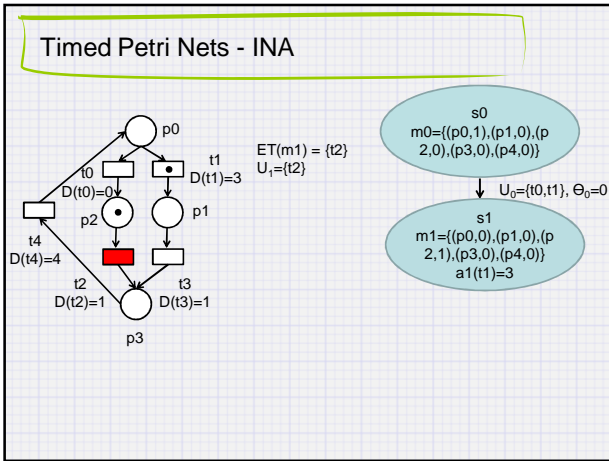 Timed Petri Nets - INA
p0
t0
D(t0)=0
t1
D(t1)=3
p2
p1
t4
D(t4)=4
t2
D(t2)=1
t3
D(t3)=1
p3
ET(m1) = {t2}
U1={t2}
s0
m0={(p0,1),(p1,0),(p
2,0),(p3,0),(p4,0)}
U0={t0,t1}, Θ0=0
s1
m1={(p0,0),(p1,0),(p
2,1),(p3,0),(p4,0)}
a1(t1)=3